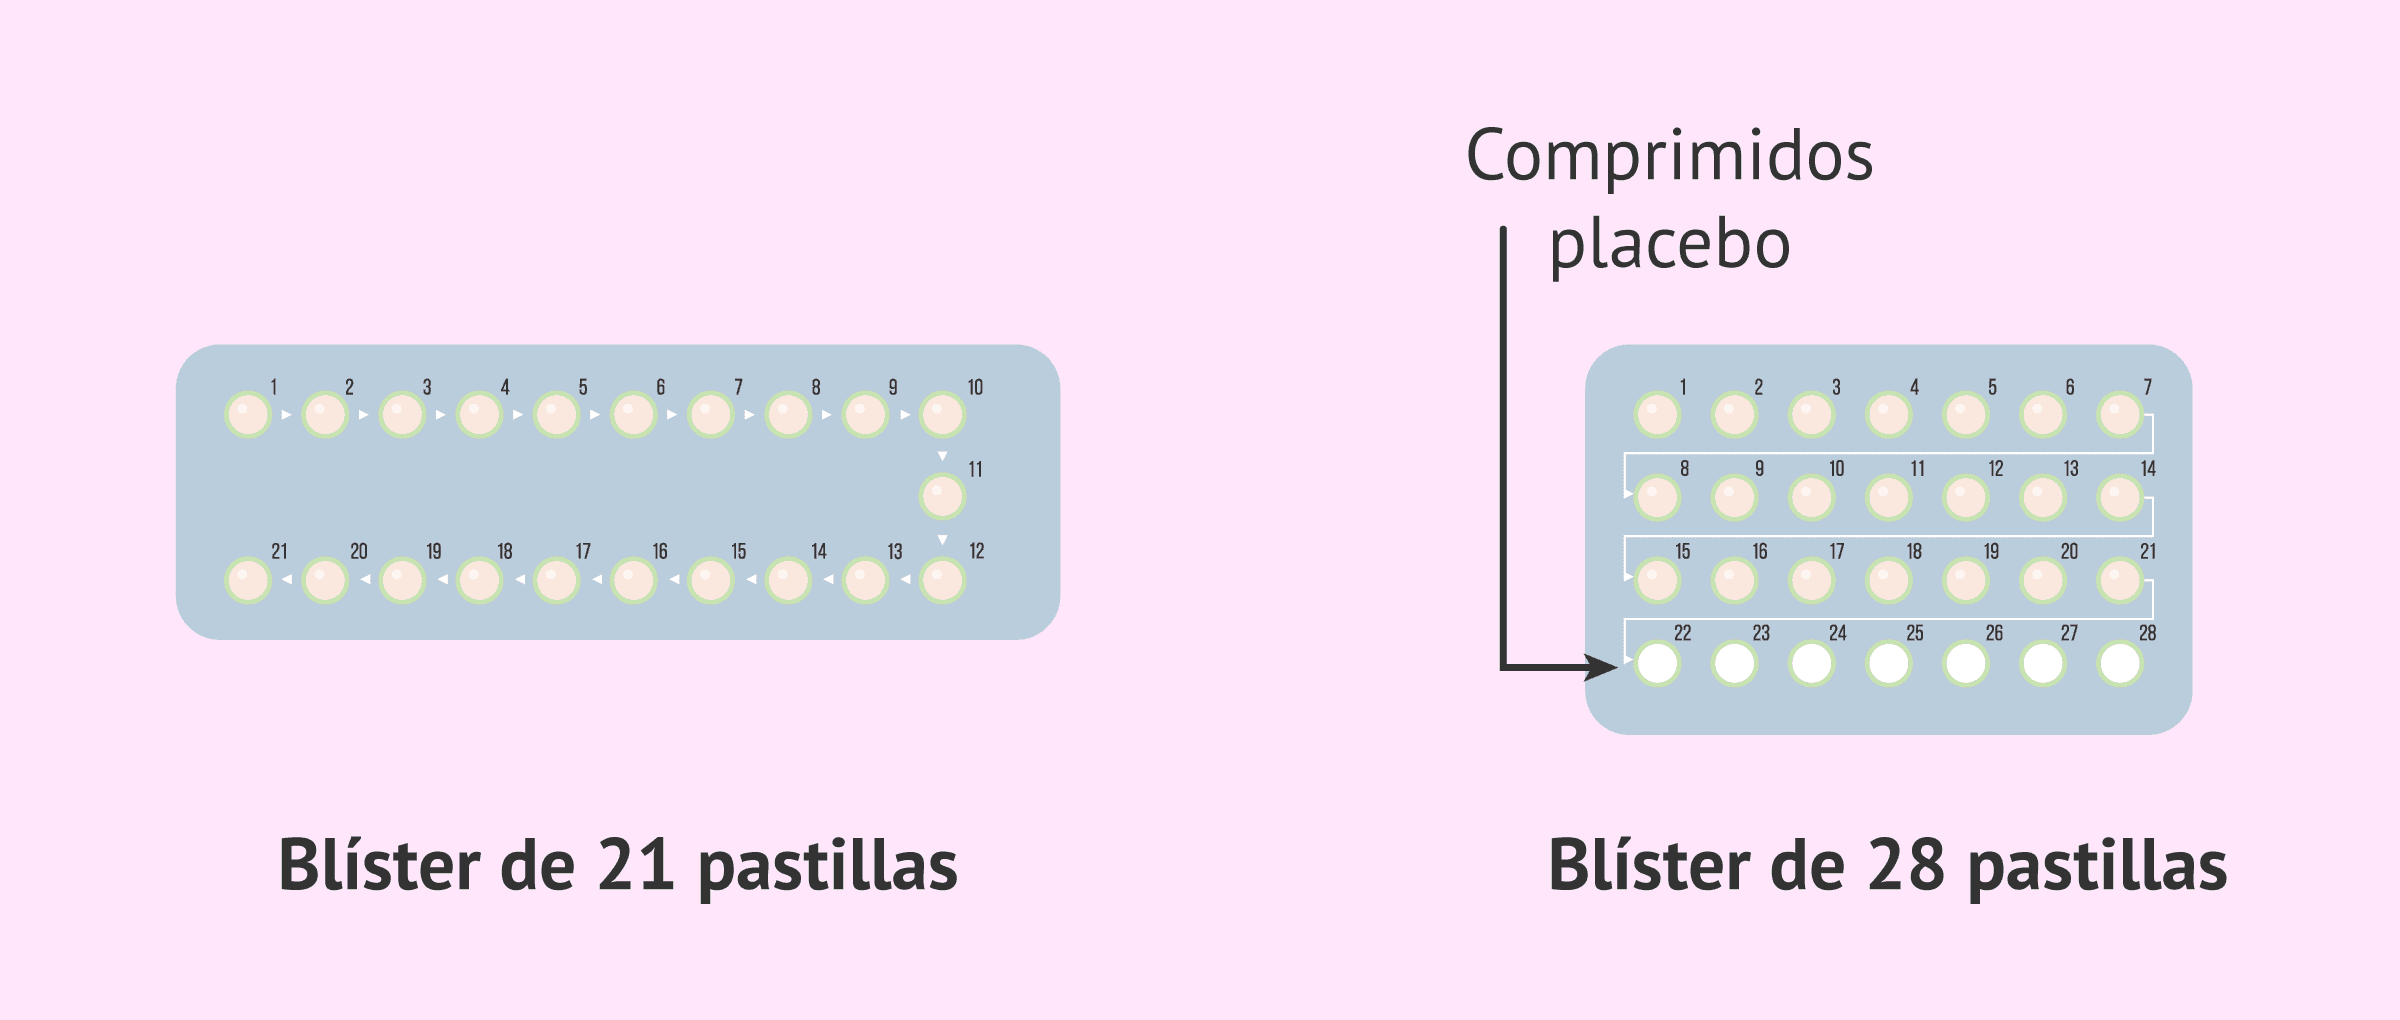 Comprimidos
placebo
1 2 3 4 5 6 7 8 9 10
11
21 20 19 18 17 16 15 14 13 12
1 2 3 4 5 6 7
8 9 10 11 12 13 14
15 16 17 18 19 20 21
22 23 24 25 26 27 28
Blíster de 21 pastillas
Blíster de 28 pastillas